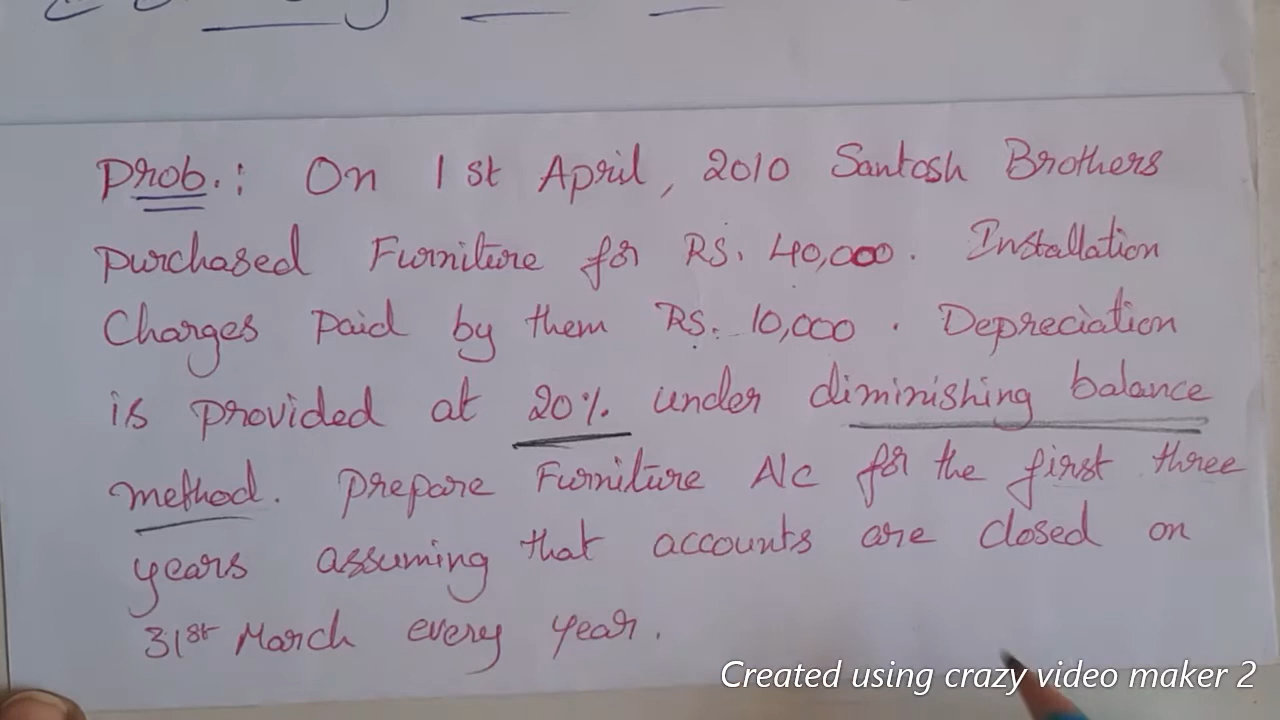 Prob.: On 1st April, 2010 Santosh Brothers
purchased Furniture for Rs. 40,000. Installation
Charges paid by them Rs. 10,000. Depreciation
is provided at 20% under diminishing balance
method. prepare Furniture A/c for the first three
years assuming that accounts are closed on
31st March every year.
Created using crazy video maker 2